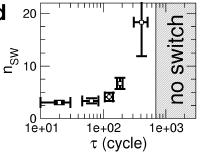 d
20
10
0
n_sw
no switch
1e+01 1e+02 1e+03
τ (cycle)